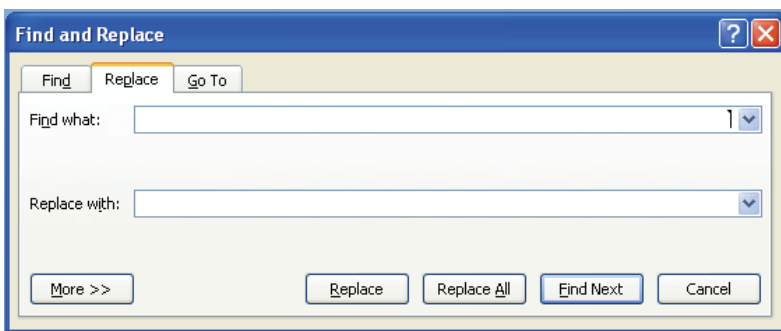 Find and Replace
Find Replace Go To
Find what:
Replace with:
More >> Replace Replace All Find Next Cancel